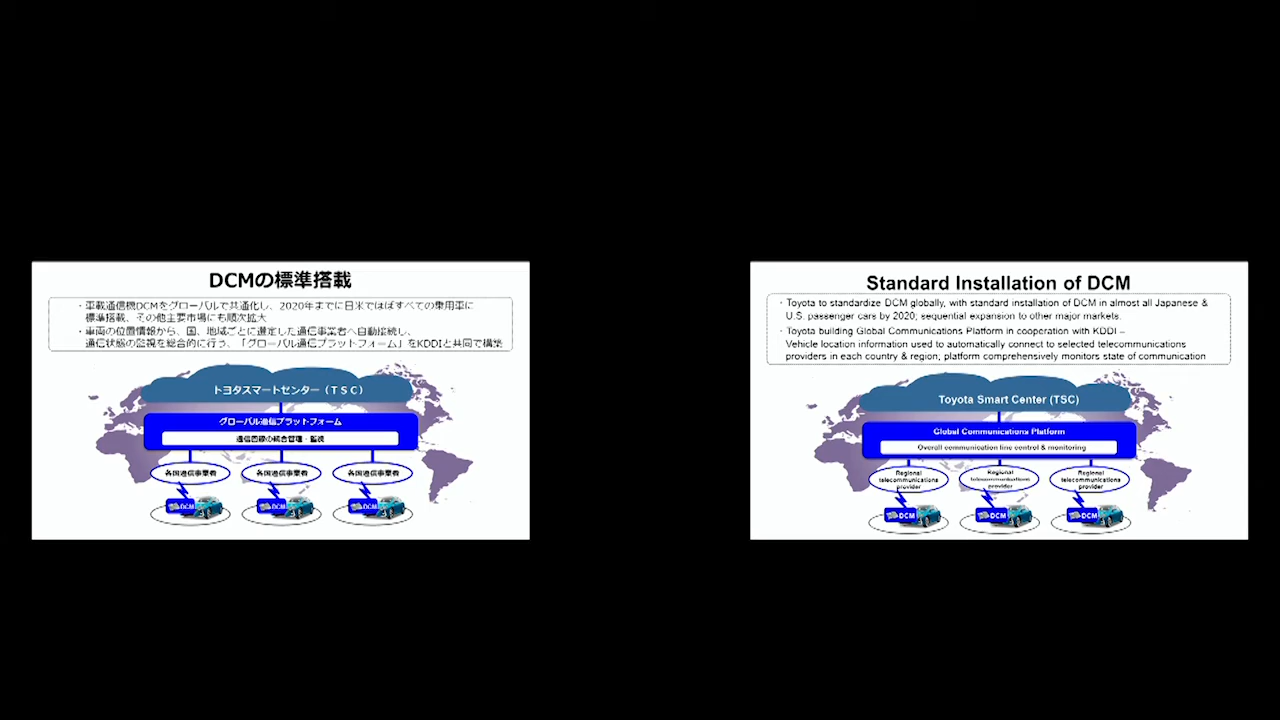 DCMの標準搭載
・車載通信機DCMをグローバルで共通化し、2020年までに日米でほぼすべての乗用車に
標準搭載、その他主要市場にも順次拡大
・車両の位置情報から、国、地域ごとに選定した通信事業者へ自動接続し、
通信状態の監視を総合的に行う、「グローバル通信プラットフォーム」をKDDIと共同で構築
トヨタスマートセンター（TSC）
グローバル通信プラットフォーム
通信回線の統合管理・監視
各国通信事業者
各国通信事業者
各国通信事業者
DCM
DCM
DCM
Standard Installation of DCM
· Toyota to standardize DCM globally, with standard installation of DCM in almost all Japanese &
U.S. passenger cars by 2020; sequential expansion to other major markets.
· Toyota building Global Communications Platform in cooperation with KDDI –
Vehicle location information used to automatically connect to selected telecommunications
providers in each country & region; platform comprehensively monitors state of communication
Toyota Smart Center (TSC)
Global Communications Platform
Overall communication line control & monitoring
Regional
telecommunications
provider
Regional
telecommunications
provider
Regional
telecommunications
provider
DCM
DCM
DCM